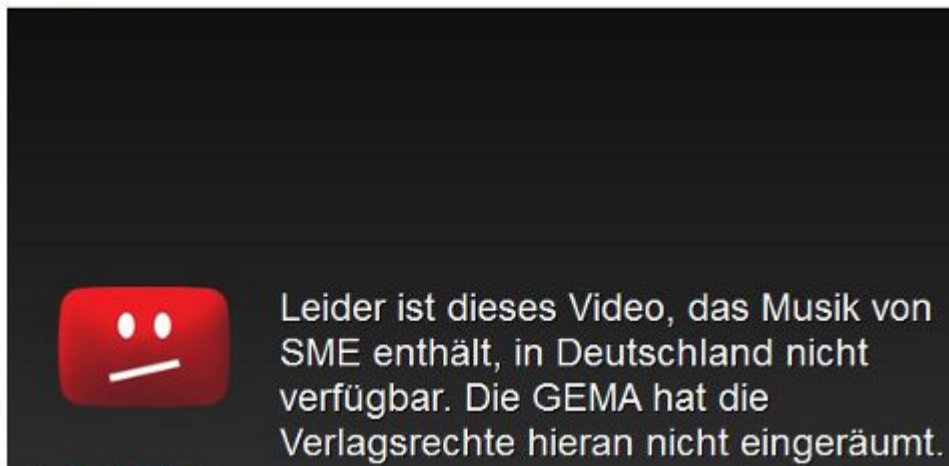 Leider ist dieses Video, das Musik von
SME enthält, in Deutschland nicht
verfügbar. Die GEMA hat die
Verlagsrechte hieran nicht eingeräumt.